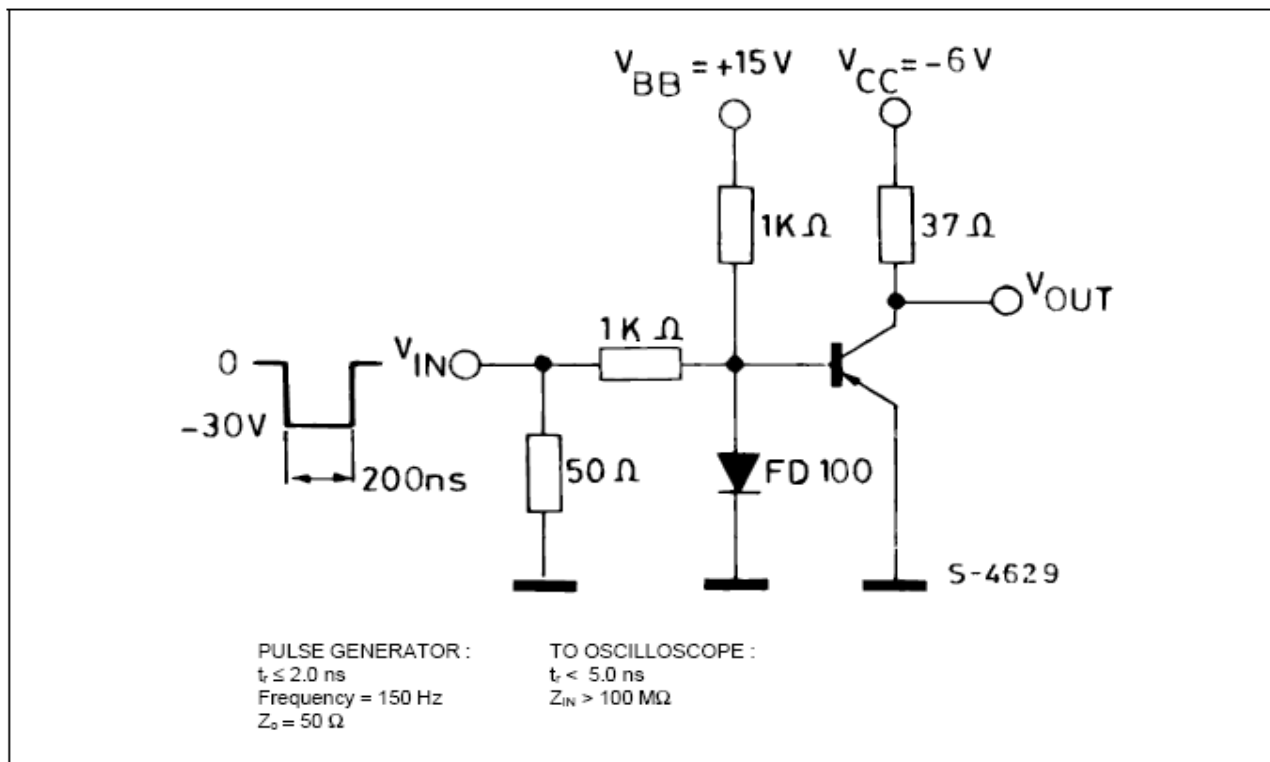 V_BB = +15 V
V_CC = -6 V
1K Ω
37 Ω
V_OUT
1K Ω
V_IN
0
-30V
200ns
50 Ω
FD 100
S-4629
PULSE GENERATOR :
t_r ≤ 2.0 ns
Frequency = 150 Hz
Z_o = 50 Ω
TO OSCILLOSCOPE :
t_r < 5.0 ns
Z_IN > 100 MΩ